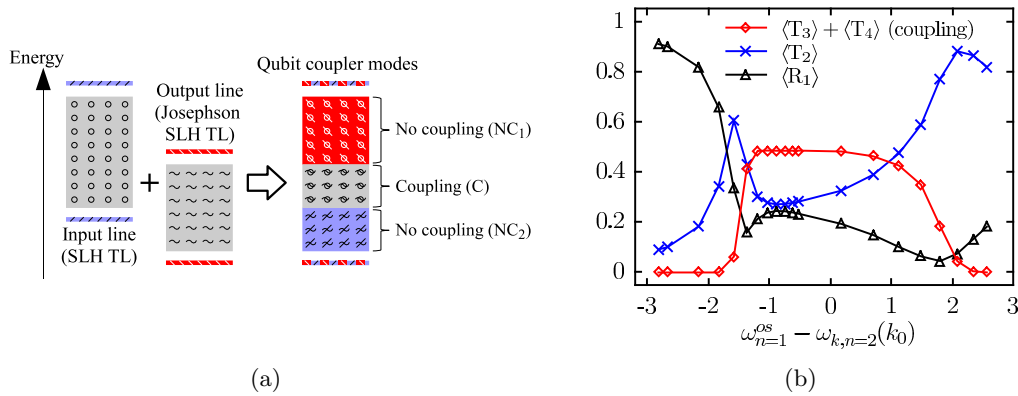 (a)
Energy
Output line
(Josephson
SLH TL)
+
Input line
(SLH TL)
Qubit coupler modes
No coupling (NC₁)
Coupling (C)
No coupling (NC₂)
(b)
1
0.8
0.6
0.4
0.2
0
⟨T₃⟩ + ⟨T₄⟩ (coupling)
⟨T₂⟩
⟨R₁⟩
-3 -2 -1 0 1 2 3
ω^{os}_{n=1} − ω_{k,n=2}(k₀)
(a)
(b)